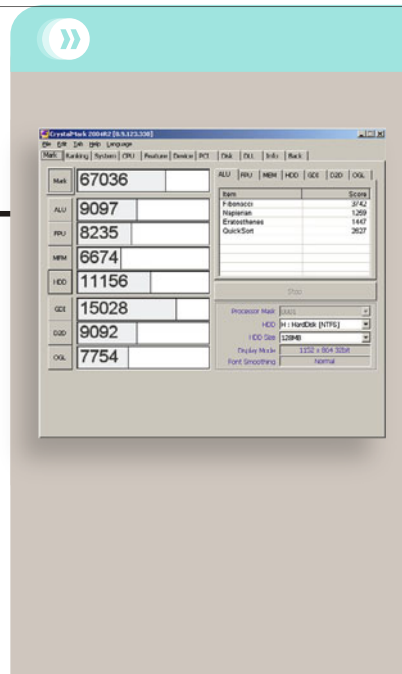 CrystalMark 2004R2 [0.9.123.338]
File Edit Tab Help Language
Mark Ranking System CPU Feature Device PCI Disk DLL Info Back
Mark 67036
ALU 9097
FPU 8235
MEM 6674
HDD 11156
GDI 15028
D2D 9092
OGL 7754
ALU FPU MEM HDD GDI D2D OGL
Item Score
Fibonacci 3742
Napierian 1259
Eratosthenes 1447
QuickSort 2627
Stop
Processor Mask
HDD H : HardDisk [NTFS]
HDD Size 128MB
Display Mode 1152 x 864 32bit
Font Smoothing Normal